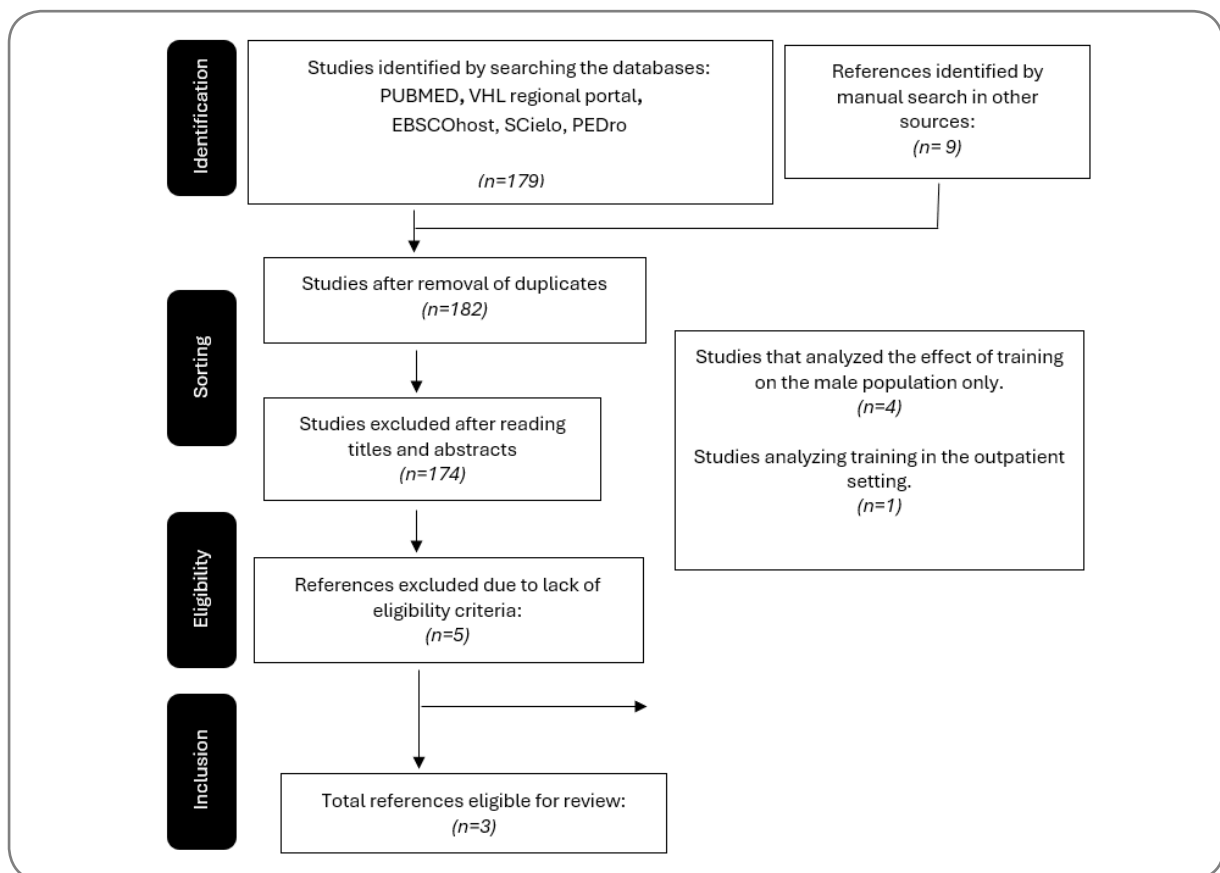 Identification
Studies identified by searching the databases:
PUBMED, VHL regional portal,
EBSCOhost, SCielo, PEDro
(n=179)
References identified by
manual search in other
sources:
(n= 9)
Sorting
Studies after removal of duplicates
(n=182)
Studies excluded after reading
titles and abstracts
(n=174)
Studies that analyzed the effect of training
on the male population only.
(n=4)
Studies analyzing training in the outpatient
setting.
(n=1)
Eligibility
References excluded due to lack of
eligibility criteria:
(n=5)
Inclusion
Total references eligible for review:
(n=3)